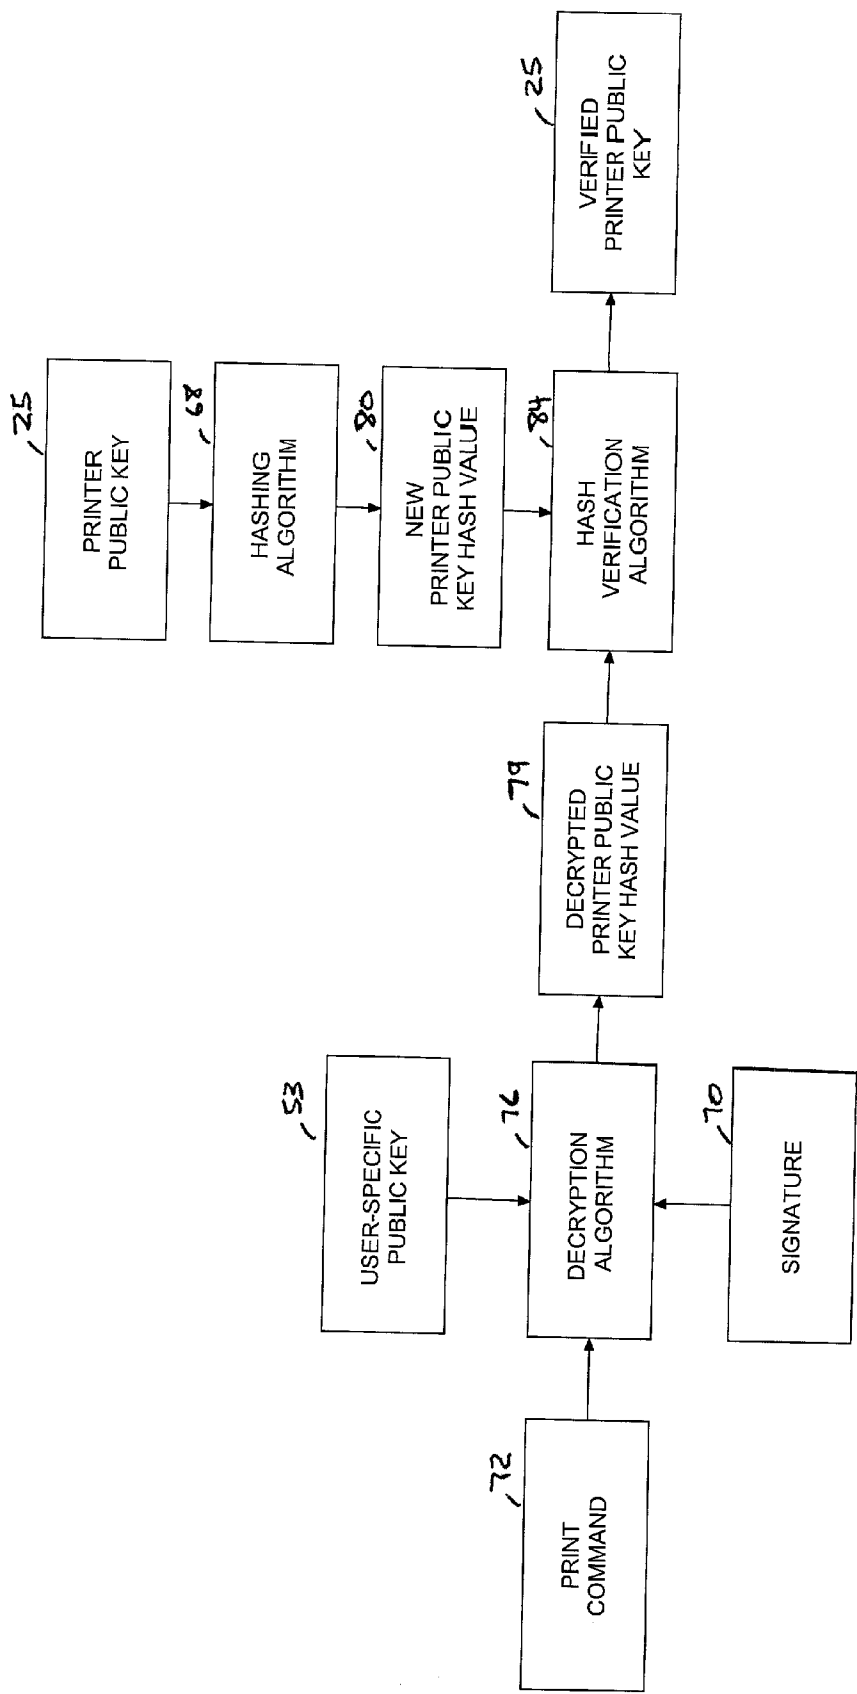 PRINTER
PUBLIC KEY
25
HASHING
ALGORITHM
68
NEW
PRINTER PUBLIC
KEY HASH VALUE
80
USER-SPECIFIC
PUBLIC KEY
53
PRINT
COMMAND
72
DECRYPTION
ALGORITHM
76
DECRYPTED
PRINTER PUBLIC
KEY HASH VALUE
79
HASH
VERIFICATION
ALGORITHM
84
VERIFIED
PRINTER PUBLIC
KEY
25
SIGNATURE
70